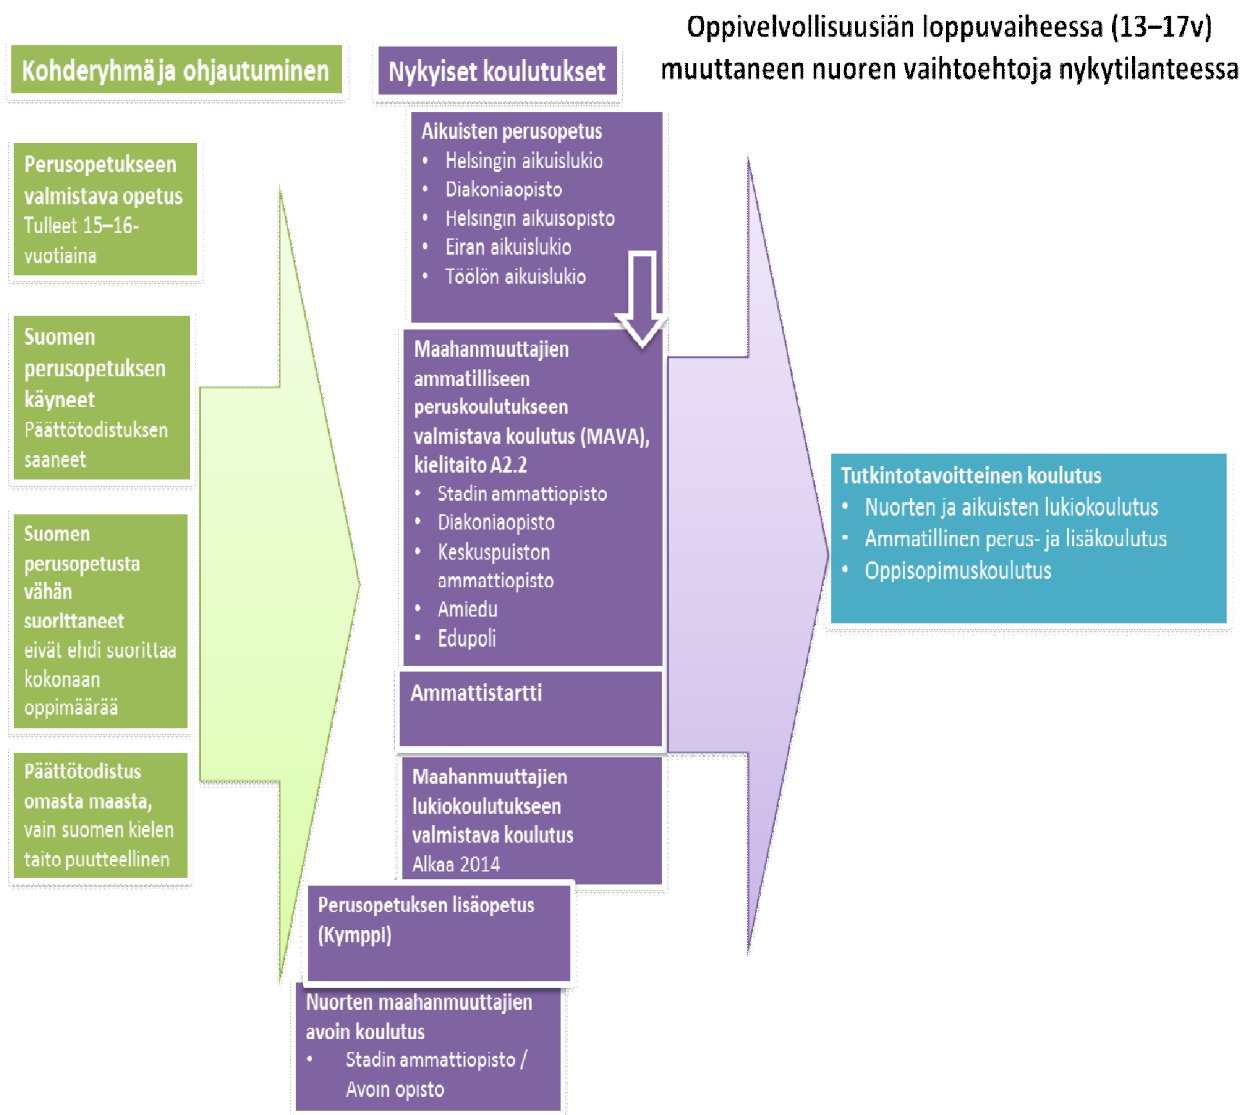 Oppivelvollisuusiän loppuvaiheessa (13–17v)
muuttaneen nuoren vaihtoehtoja nykytilanteessa
Kohderyhmä ja ohjautuminen
Perusopetukseen
valmistava opetus
Tulleet 15–16-
vuotiaina
Suomen
perusopetuksen
käyneet
Päättötodistuksen
saaneet
Suomen
perusopetusta
vähän
suorittaneet
eivät ehdi suorittaa
kokonaan
oppimäärää
Päättötodistus
omasta maasta,
vain suomen kielen
taito puutteellinen
Nykyiset koulutukset
Aikuisten perusopetus
• Helsingin aikuislukio
• Diakoniaopisto
• Helsingin aikuisopisto
• Eiran aikuislukio
• Töölön aikuislukio
Maahanmuuttajien
ammatilliseen
peruskoulutukseen
valmistava koulutus (MAVA),
kielitaito A2.2
• Stadin ammattiopisto
• Diakoniaopisto
• Keskuspuiston
ammattiopisto
• Amiedu
• Edupoli
Ammattistartti
Maahanmuuttajien
lukiokoulutukseen
valmistava koulutus
Alkaa 2014
Perusopetuksen lisäopetus
(Kymppi)
Nuorten maahanmuuttajien
avoin koulutus
• Stadin ammattiopisto /
Avoin opisto
Tutkintotavoitteinen koulutus
• Nuorten ja aikuisten lukiokoulutus
• Ammatillinen perus- ja lisäkoulutus
• Oppisopimuskoulutus